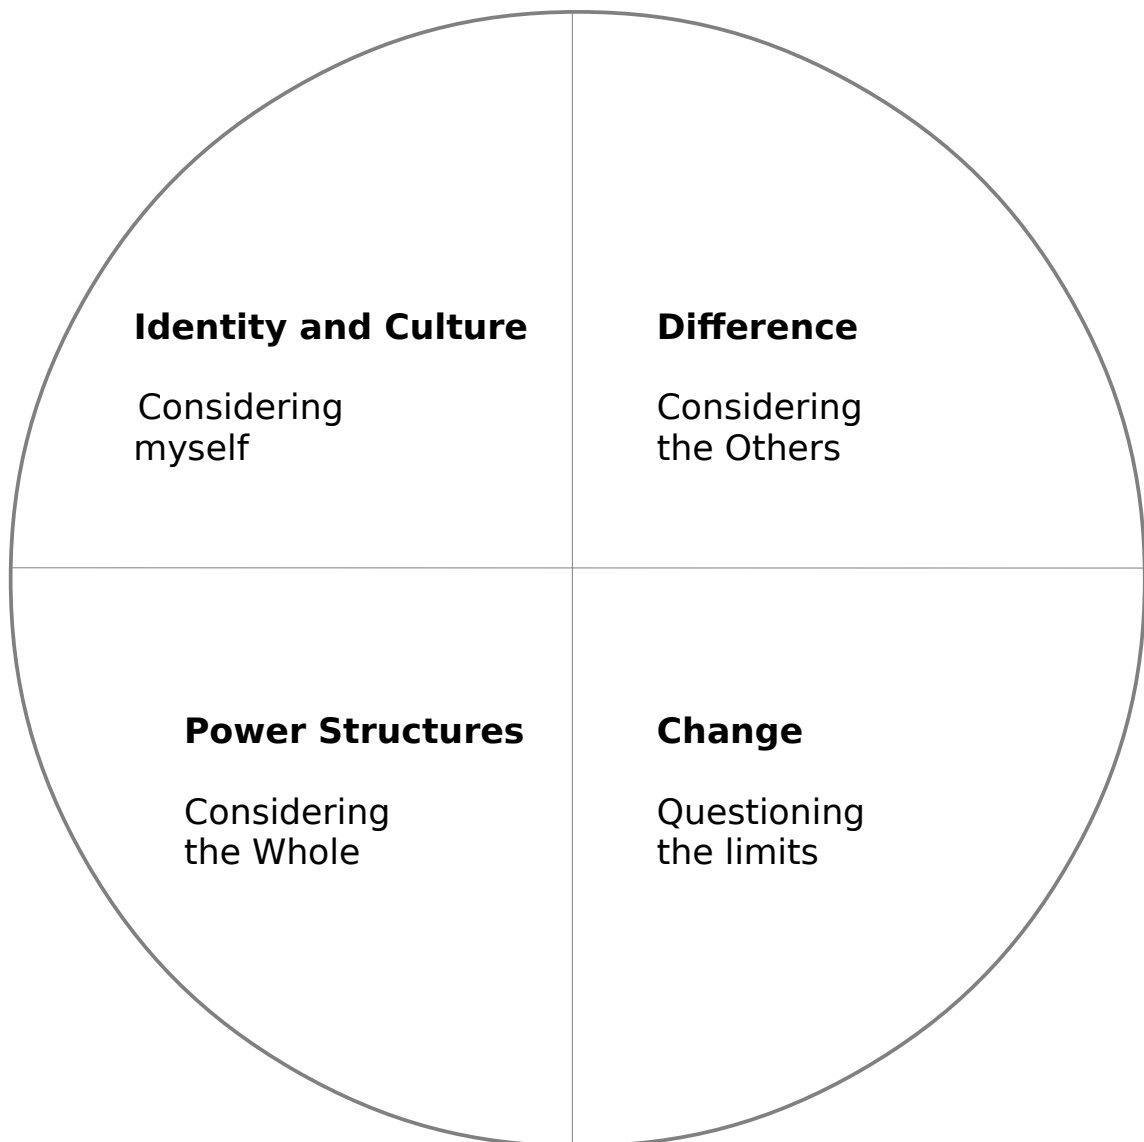 Identity and Culture
Considering
myself
Difference
Considering
the Others
Power Structures
Considering
the Whole
Change
Questioning
the limits